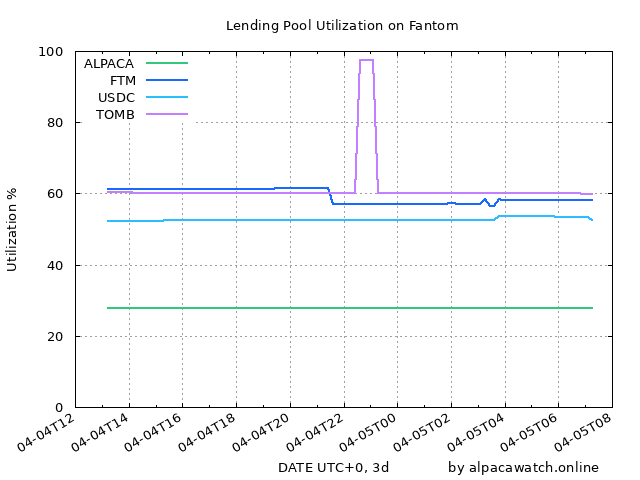 Lending Pool Utilization on Fantom
ALPACA
FTM
USDC
TOMB
Utilization %
100
80
60
40
20
0
04-04T12
04-04T14
04-04T16
04-04T18
04-04T20
04-04T22
04-05T00
04-05T02
04-05T04
04-05T06
04-05T08
DATE UTC+0, 3d
by alpacawatch.online